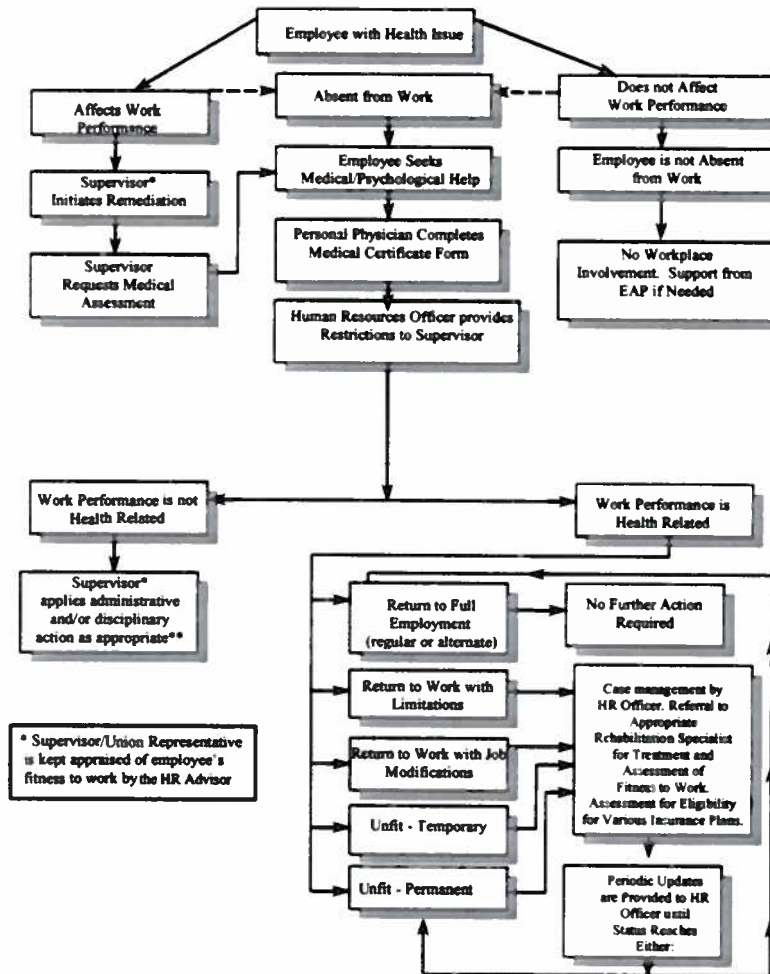 Employee with Health Issue
Affects Work
Performance
Absent from Work
Does not Affect
Work Performance
Supervisor*
Initiates Remediation
Employee Seeks
Medical/Psychological Help
Employee is not Absent
from Work
Supervisor
Requests Medical
Assessment
Personal Physician Completes
Medical Certificate Form
No Workplace
Involvement. Support from
EAP if Needed
Human Resources Officer provides
Restrictions to Supervisor
Work Performance is not
Health Related
Work Performance is
Health Related
Supervisor*
applies administrative
and/or disciplinary
action as appropriate**
Return to Full
Employment
(regular or alternate)
No Further Action
Required
Return to Work with
Limitations
Case management by
HR Officer. Referral to
Appropriate
Rehabilitation Specialist
for Treatment and
Assessment of
Fitness to Work.
Assessment for Eligibility
for Various Insurance Plans.
* Supervisor/Union Representative
is kept appraised of employee's
fitness to work by the HR Advisor
Return to Work with Job
Modifications
Unfit - Temporary
Unfit - Permanent
Periodic Updates
are Provided to HR
Officer until
Status Reaches
Either: